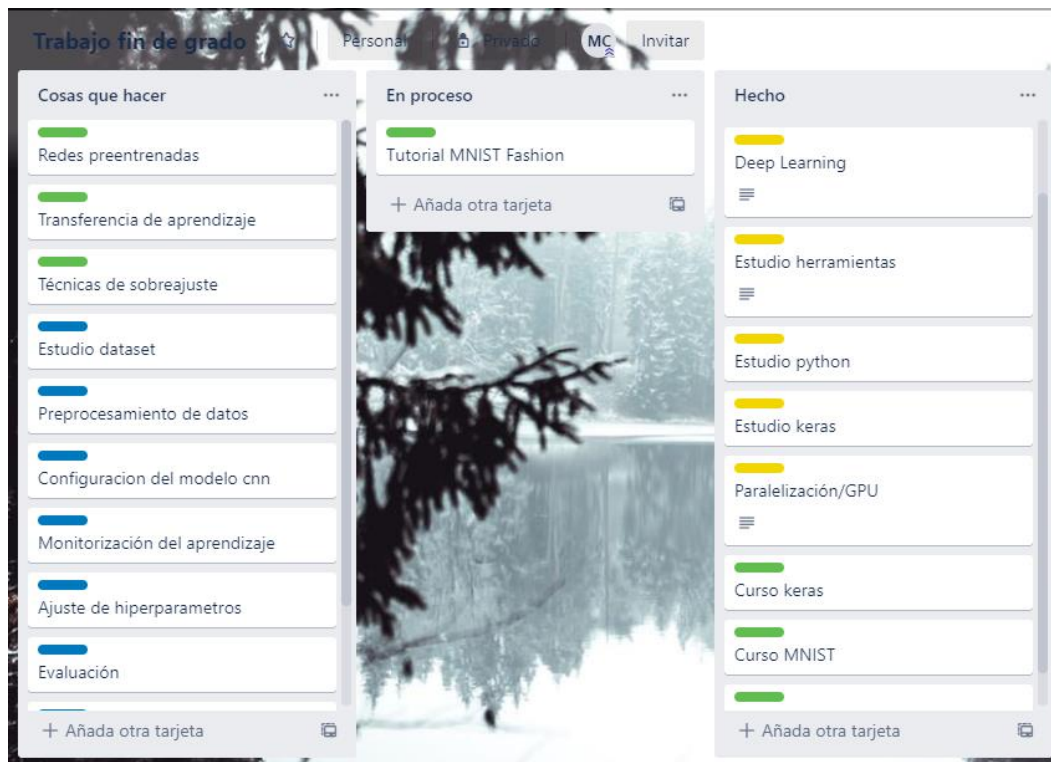 Trabajo fin de grado
Personal
Privado
MC
Invitar
Cosas que hacer
Redes preentrenadas
Transferencia de aprendizaje
Técnicas de sobreajuste
Estudio dataset
Preprocesamiento de datos
Configuracion del modelo cnn
Monitorización del aprendizaje
Ajuste de hiperparametros
Evaluación
+ Añada otra tarjeta
En proceso
Tutorial MNIST Fashion
+ Añada otra tarjeta
Hecho
Deep Learning
Estudio herramientas
Estudio python
Estudio keras
Paralelización/GPU
Curso keras
Curso MNIST
+ Añada otra tarjeta